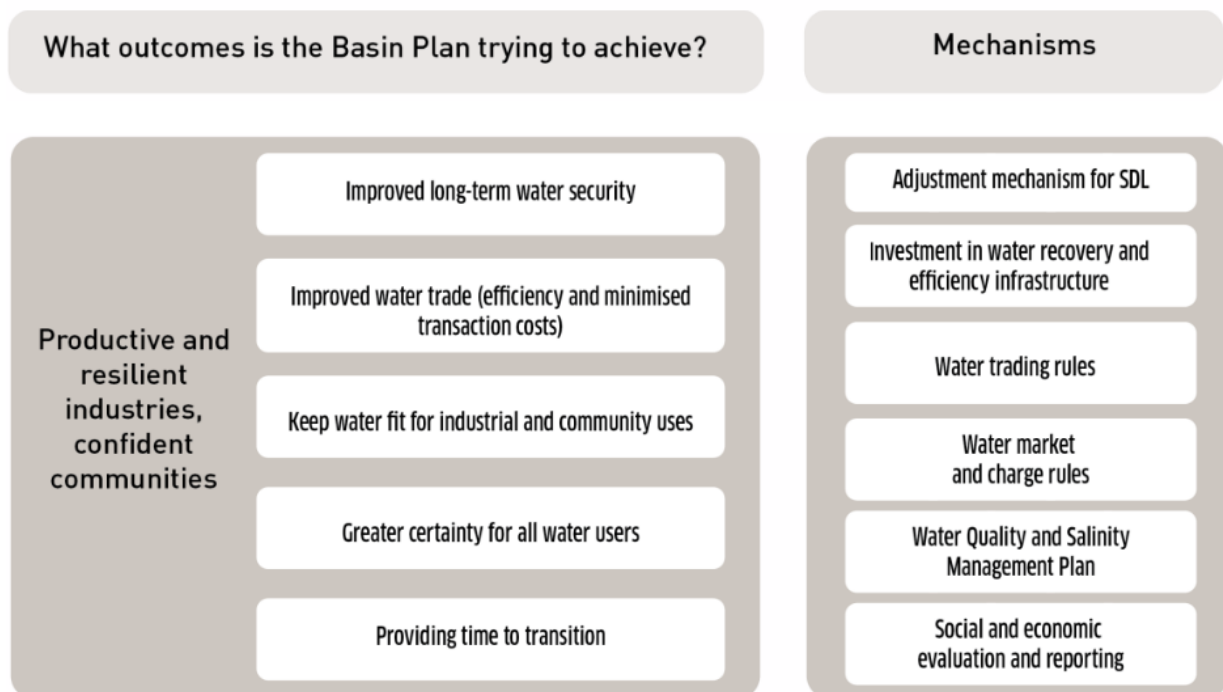 What outcomes is the Basin Plan trying to achieve?
Mechanisms
Productive and
resilient
industries,
confident
communities
Improved long-term water security
Improved water trade (efficiency and minimised
transaction costs)
Keep water fit for industrial and community uses
Greater certainty for all water users
Providing time to transition
Adjustment mechanism for SDL
Investment in water recovery and
efficiency infrastructure
Water trading rules
Water market
and charge rules
Water Quality and Salinity
Management Plan
Social and economic
evaluation and reporting